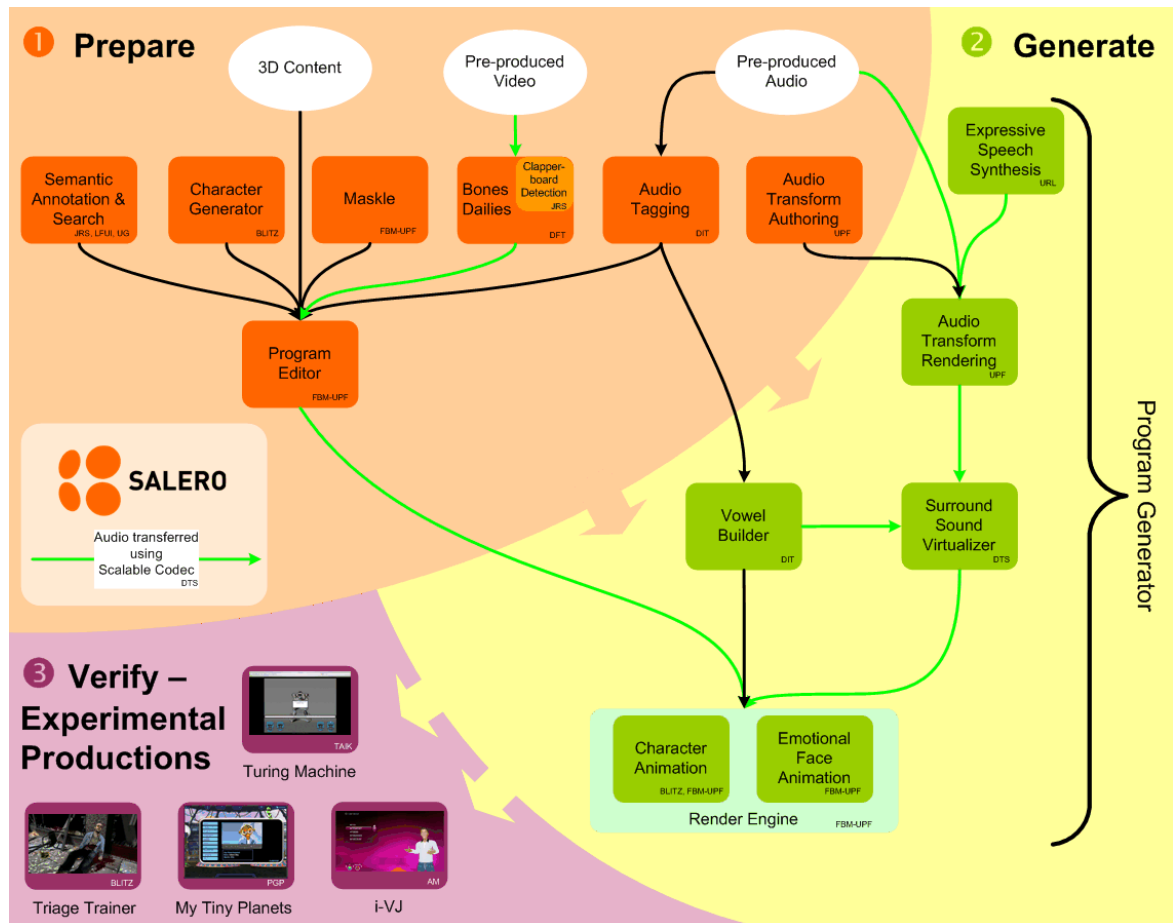 1 Prepare
2 Generate
3D Content
Pre-produced
Video
Pre-produced
Audio
Expressive
Speech
Synthesis
URL
Semantic
Annotation &
Search
JRS, LFUI, UG
Character
Generator
BLITZ
Maskle
FBM-UPF
Bones
Dailies
DFT
Clapper-
board
Detection
JRS
Audio
Tagging
DIT
Audio
Transform
Authoring
UPF
Program
Editor
FBM-UPF
Audio
Transform
Rendering
UPF
Program Generator
SALERO
Audio transferred
using
Scalable Codec
DTS
Vowel
Builder
DIT
Surround
Sound
Virtualizer
DTS
3 Verify –
Experimental
Productions
TAIK
Turing Machine
Character
Animation
BLITZ, FBM-UPF
Emotional
Face
Animation
FBM-UPF
Render Engine
FBM-UPF
BLITZ
Triage Trainer
PGP
My Tiny Planets
AM
i-VJ